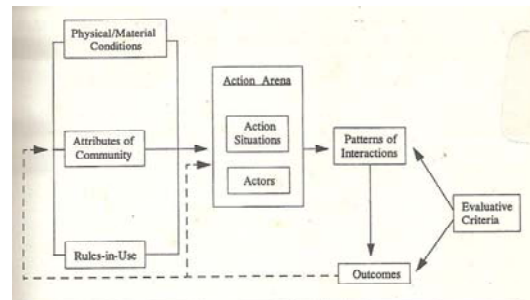 Physical/Material
Conditions
Action Arena
Action
Situations
Attributes of
Community
Patterns of
Interactions
Actors
Evaluative
Criteria
Rules-in-Use
Outcomes